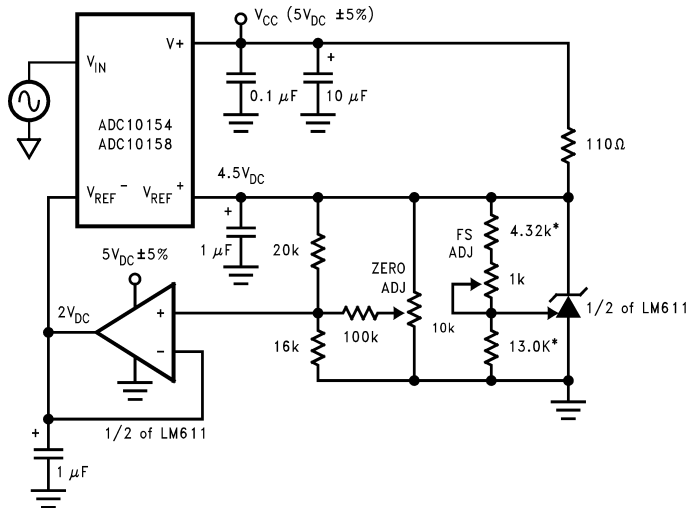 V_CC (5V_DC ±5%)
V+
V_IN
0.1 µF
10 µF
+
ADC10154
ADC10158
110Ω
V_REF^-
V_REF^+
4.5V_DC
+
1 µF
20k
FS
ADJ
4.32k*
5V_DC ±5%
ZERO
ADJ
1k
2V_DC
+
-
100k
10k
1/2 of LM611
16k
13.0K*
1/2 of LM611
+
1 µF